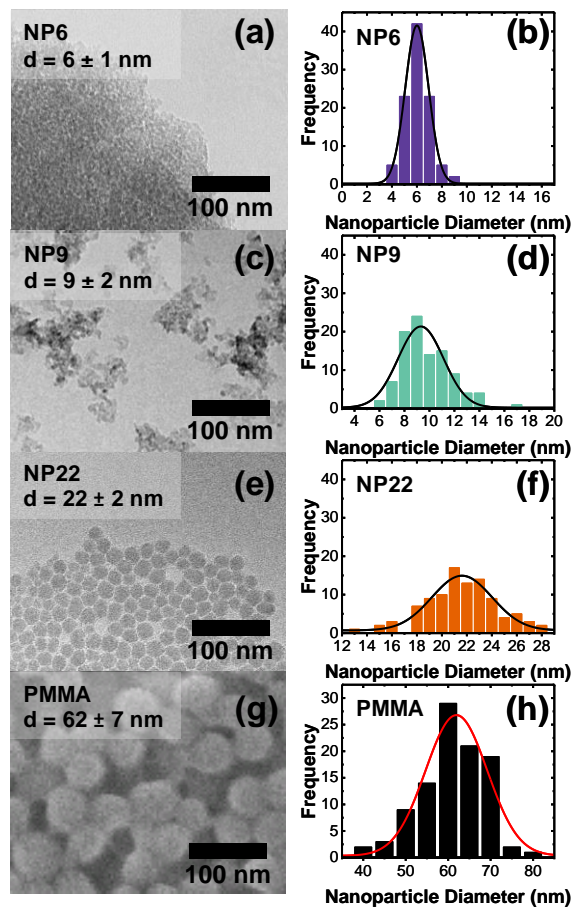 NP6
d = 6 ± 1 nm
(a)
100 nm
NP6
(b)
Frequency
40
30
20
10
0
0 2 4 6 8 10 12 14 16
Nanoparticle Diameter (nm)
NP9
d = 9 ± 2 nm
(c)
100 nm
NP9
(d)
Frequency
40
30
20
10
0
4 6 8 10 12 14 16 18 20
Nanoparticle Diameter (nm)
NP22
d = 22 ± 2 nm
(e)
100 nm
NP22
(f)
Frequency
40
30
20
10
0
12 14 16 18 20 22 24 26 28
Nanoparticle Diameter (nm)
PMMA
d = 62 ± 7 nm
(g)
100 nm
PMMA
(h)
Frequency
30
25
20
15
10
5
0
40 50 60 70 80
Nanoparticle Diameter (nm)